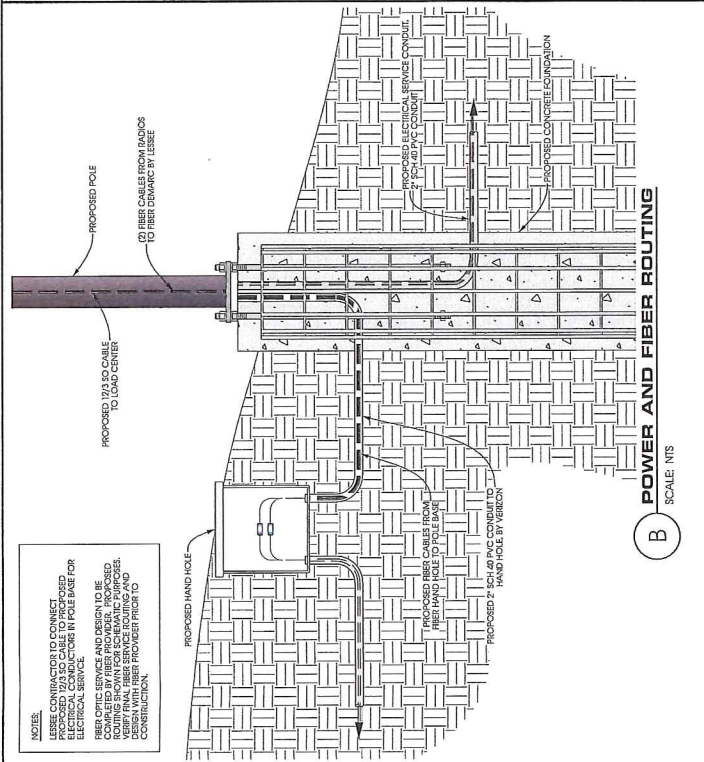 NOTES:
LESSEE CONTRACTOR TO CONNECT
PROPOSED 12/3 SO CABLE TO PROPOSED
ELECTRICAL CONDUCTORS IN POLE BASE FOR
ELECTRICAL SERIVCE.
FIBER OPTIC SERVICE AND DESIGN TO BE
COMPLETED BY FIBER PROVIDER. PROPOSED
ROUTING SHOWN FOR SCHEMATIC PURPOSES.
VERIFY FINAL FIBER SERVICE ROUTING AND
DESIGN WITH FIBER PROVIDER PRIOR TO
CONSTRUCTION.
PROPOSED POLE
(2) FIBER CABLES FROM RADIOS
TO FIBER DEMARC BY LESSEE
PROPOSED 12/3 SO CABLE
TO LOAD CENTER
PROPOSED HAND HOLE
PROPOSED ELECTRICAL SERVICE CONDUIT.
2" SCH 40 PVC CONDUIT
PROPOSED CONCRETE FOUNDATION
PROPOSED FIBER CABLES FROM
FIBER HAND HOLE TO POLE BASE
PROPOSED 2" SCH 40 PVC CONDUIT TO
HAND HOLE, BY VERIZON
B
POWER AND FIBER ROUTING
SCALE: NTS